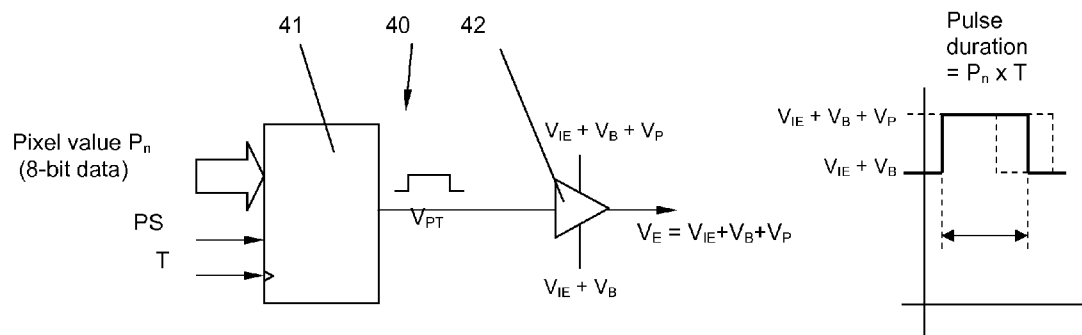 41
40
42
Pulse
duration
= Pn x T
Pixel value Pn
(8-bit data)
VIE + VB + VP
VIE + VB + VP
VIE + VB
PS
VPT
VE = VIE+VB+VP
T
VIE + VB